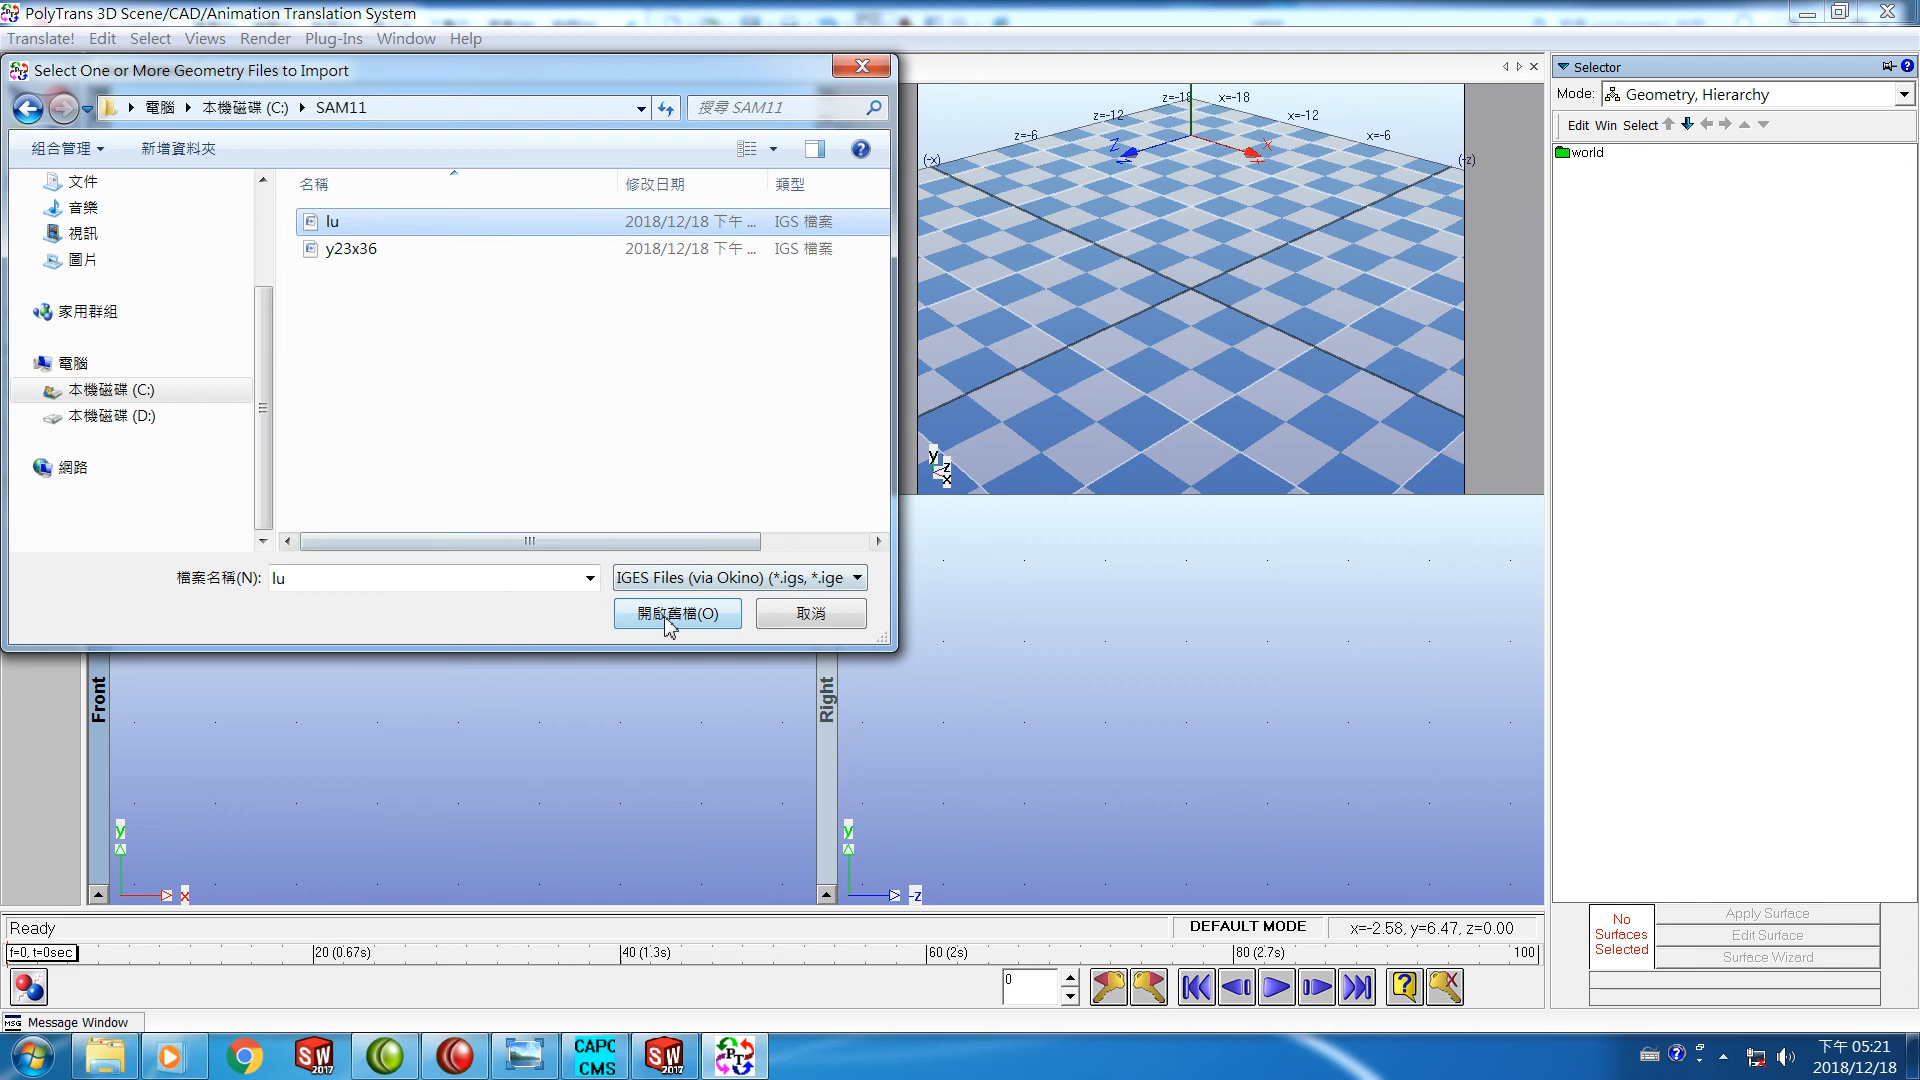 PolyTrans 3D Scene/CAD/Animation Translation System
Translate! Edit Select Views Render Plug-Ins Window Help
Select One or More Geometry Files to Import
電腦 本機磁碟 (C:) SAM11
搜尋 SAM11
組合管理 新增資料夾
文件
音樂
視訊
圖片
家用群組
電腦
本機磁碟 (C:)
本機磁碟 (D:)
網路
名稱 修改日期 類型
lu 2018/12/18 下午 ... IGS 檔案
y23x36 2018/12/18 下午 ... IGS 檔案
檔案名稱(N): lu
IGES Files (via Okino) (*.igs, *.ige
開啟舊檔(O) 取消
z=-18 x=-18
z=-12 x=-12
z=-6 x=-6
(-x) (-z)
Z X
y
z
x
Selector
Mode: Geometry, Hierarchy
Edit Win Select
world
Front
Right
y
x
y
-z
No
Surfaces
Selected
Apply Surface
Edit Surface
Surface Wizard
Ready
DEFAULT MODE
x=-2.58, y=6.47, z=0.00
f=0, t=0sec 20 (0.67s) 40 (1.3s) 60 (2s) 80 (2.7s) 100
0
MSG Message Window
SW 2017
CAPC
CMS
SW 2017
PT
下午 05:21
2018/12/18